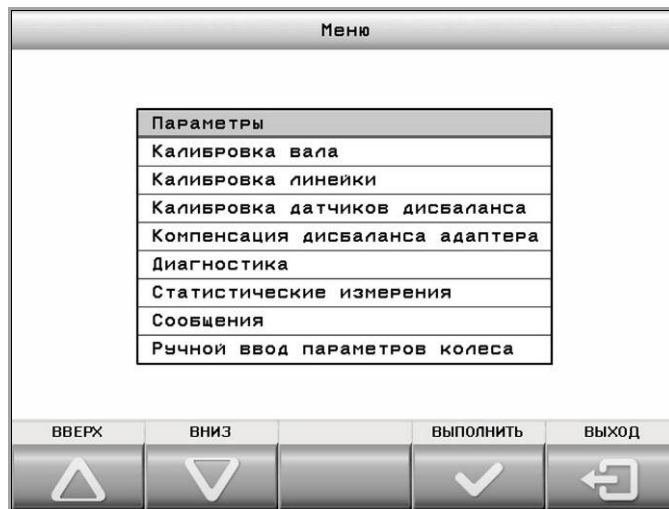 Меню
Параметры
Калибровка вала
Калибровка линейки
Калибровка датчиков дисбаланса
Компенсация дисбаланса адаптера
Диагностика
Статистические измерения
Сообщения
Ручной ввод параметров колеса
ВВЕРХ ВНИЗ ВЫПОЛНИТЬ ВЫХОД